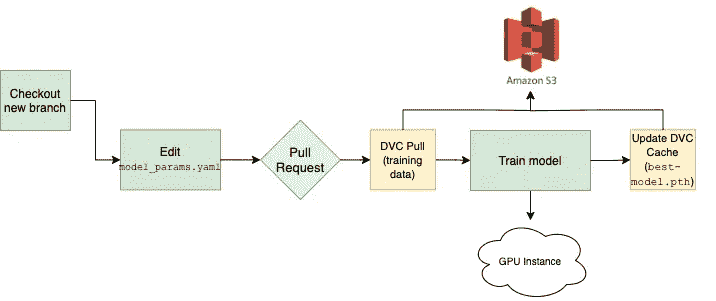 Checkout
new branch
Edit
model_params.yaml
Pull
Request
DVC Pull
(training
data)
Amazon S3
Train model
GPU Instance
Update DVC
Cache
(best-
model.pth)